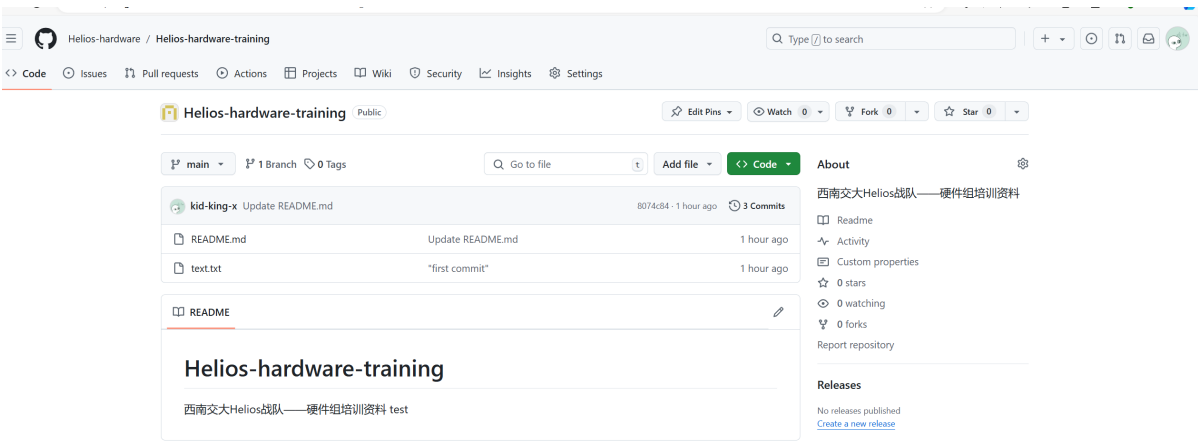 Helios-hardware / Helios-hardware-training
Type / to search
<> Code Issues Pull requests Actions Projects Wiki Security Insights Settings
Helios-hardware-training Public
Edit Pins Watch 0 Fork 0 Star 0
main 1 Branch 0 Tags Go to file t Add file <> Code
kid-king-x Update README.md 8074c84 · 1 hour ago 3 Commits
README.md Update README.md 1 hour ago
text.txt "first commit" 1 hour ago
README
Helios-hardware-training
西南交大Helios战队——硬件组培训资料 test
About
西南交大Helios战队——硬件组培训资料
Readme
Activity
Custom properties
0 stars
0 watching
0 forks
Report repository
Releases
No releases published
Create a new release